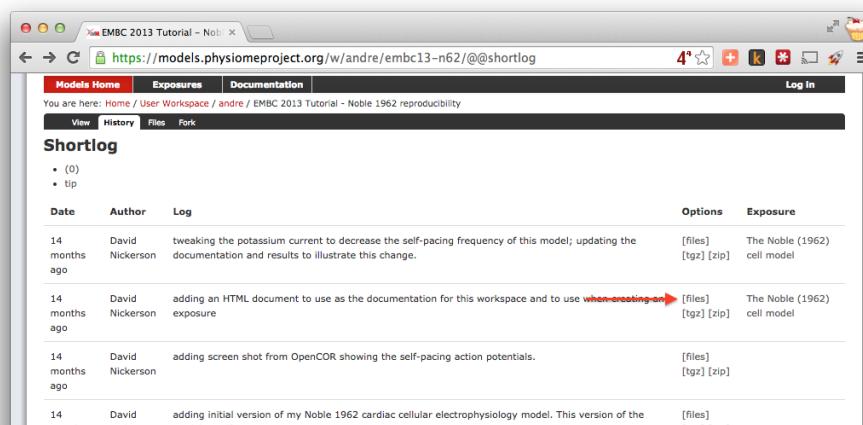 EMBC 2013 Tutorial – Nob
https://models.physiomeproject.org/w/andre/embc13-n62/@@shortlog
Models Home Exposures Documentation Log in
You are here: Home / User Workspace / andre / EMBC 2013 Tutorial - Noble 1962 reproducibility
View History Files Fork
Shortlog
(0)
tip
Date Author Log Options Exposure
14 David tweaking the potassium current to decrease the self-pacing frequency of this model; updating the [files] The Noble (1962)
months Nickerson documentation and results to illustrate this change. [tgz] [zip] cell model
ago
14 David adding an HTML document to use as the documentation for this workspace and to use when creating an [files] The Noble (1962)
months Nickerson exposure [tgz] [zip] cell model
ago
14 David adding screen shot from OpenCOR showing the self-pacing action potentials. [files]
months Nickerson [tgz] [zip]
ago
14 David adding initial version of my Noble 1962 cardiac cellular electrophysiology model. This version of the [files]